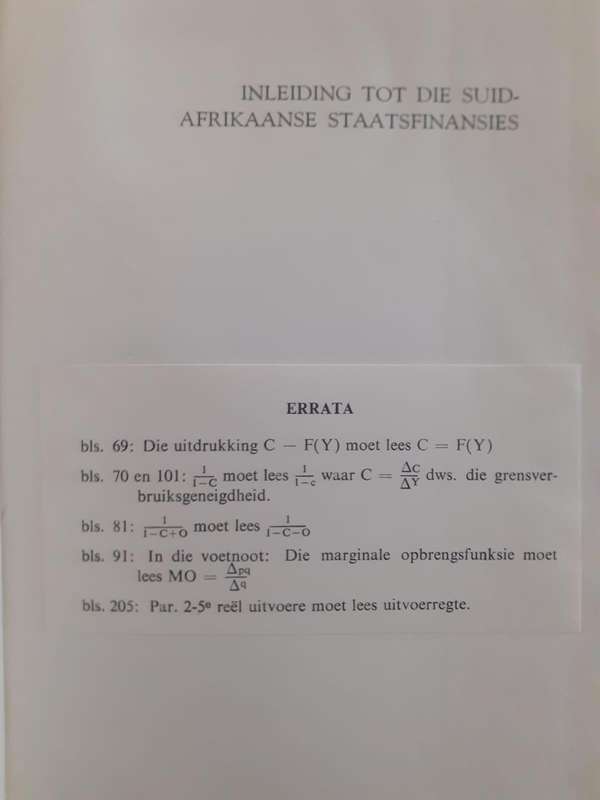 INLEIDING TOT DIE SUID-
AFRIKAANSE STAATSFINANSIES
ERRATA
bls. 69: Die uitdrukking C — F(Y) moet lees C = F(Y)
bls. 70 en 101: 1/1−C moet lees 1/1−c waar C = ΔC/ΔY dws. die grensver-
bruiksgeneigdheid.
bls. 81: 1/1−C+O moet lees 1/1−C−O
bls. 91: In die voetnoot: Die marginale opbrengsfunksie moet
lees MO = Δpq/Δq
bls. 205: Par. 2-5e reël uitvoere moet lees uitvoerregte.